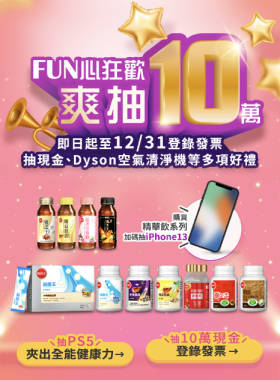 FUN心狂歡
爽抽10萬
即日起至12/31登錄發票
抽現金、Dyson空氣清淨機等多項好禮
購買
精華飲系列
加碼抽iPhone13
抽PS5
夾出全能健康力→
抽10萬現金
登錄發票→